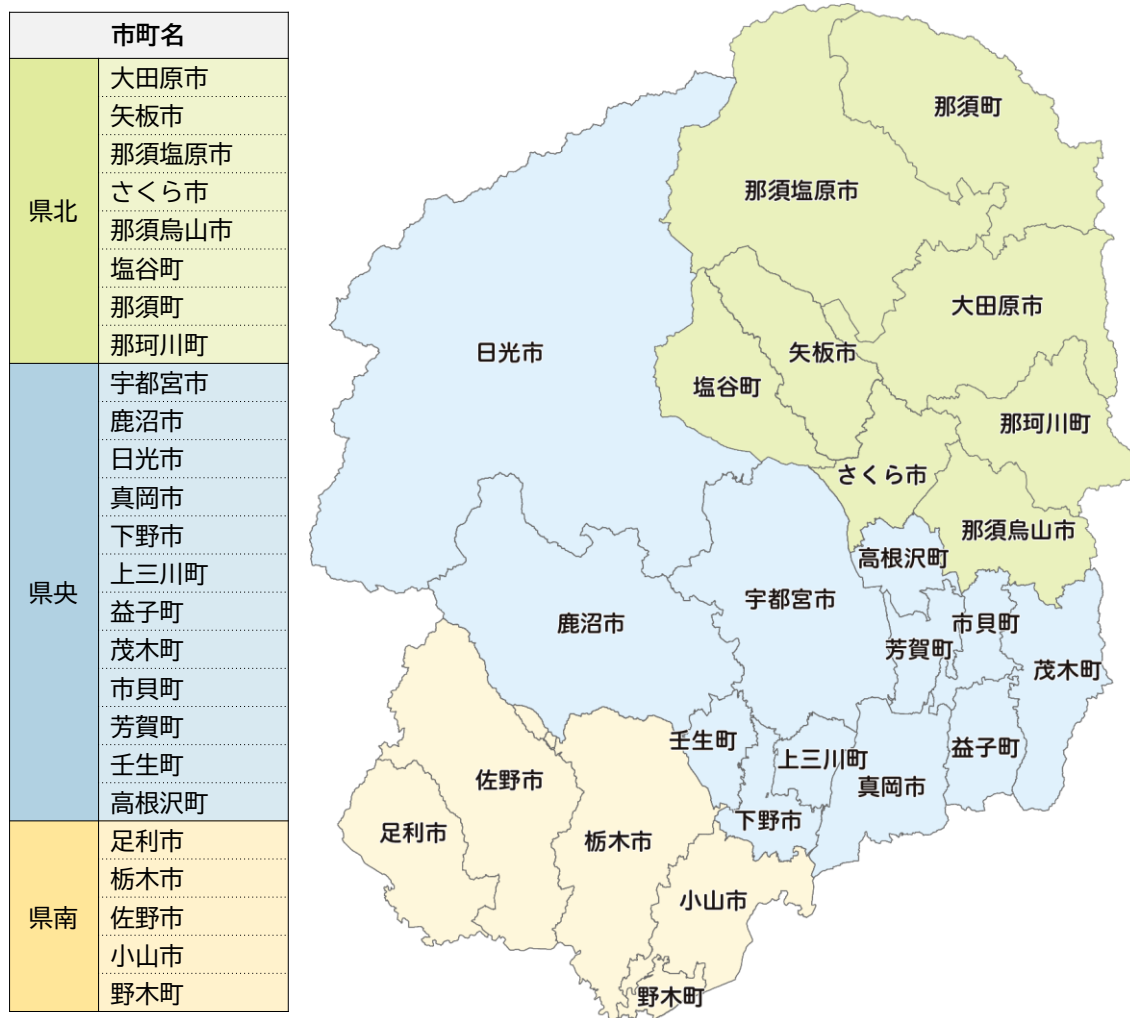 市町名
県北
大田原市
矢板市
那須塩原市
さくら市
那須烏山市
塩谷町
那須町
那珂川町
県央
宇都宮市
鹿沼市
日光市
真岡市
下野市
上三川町
益子町
茂木町
市貝町
芳賀町
壬生町
高根沢町
県南
足利市
栃木市
佐野市
小山市
野木町
那須町
那須塩原市
大田原市
日光市
矢板市
塩谷町
那珂川町
さくら市
那須烏山市
高根沢町
宇都宮市
鹿沼市
市貝町
芳賀町
茂木町
壬生町
益子町
上三川町
佐野市
真岡市
下野市
足利市
栃木市
小山市
野木町